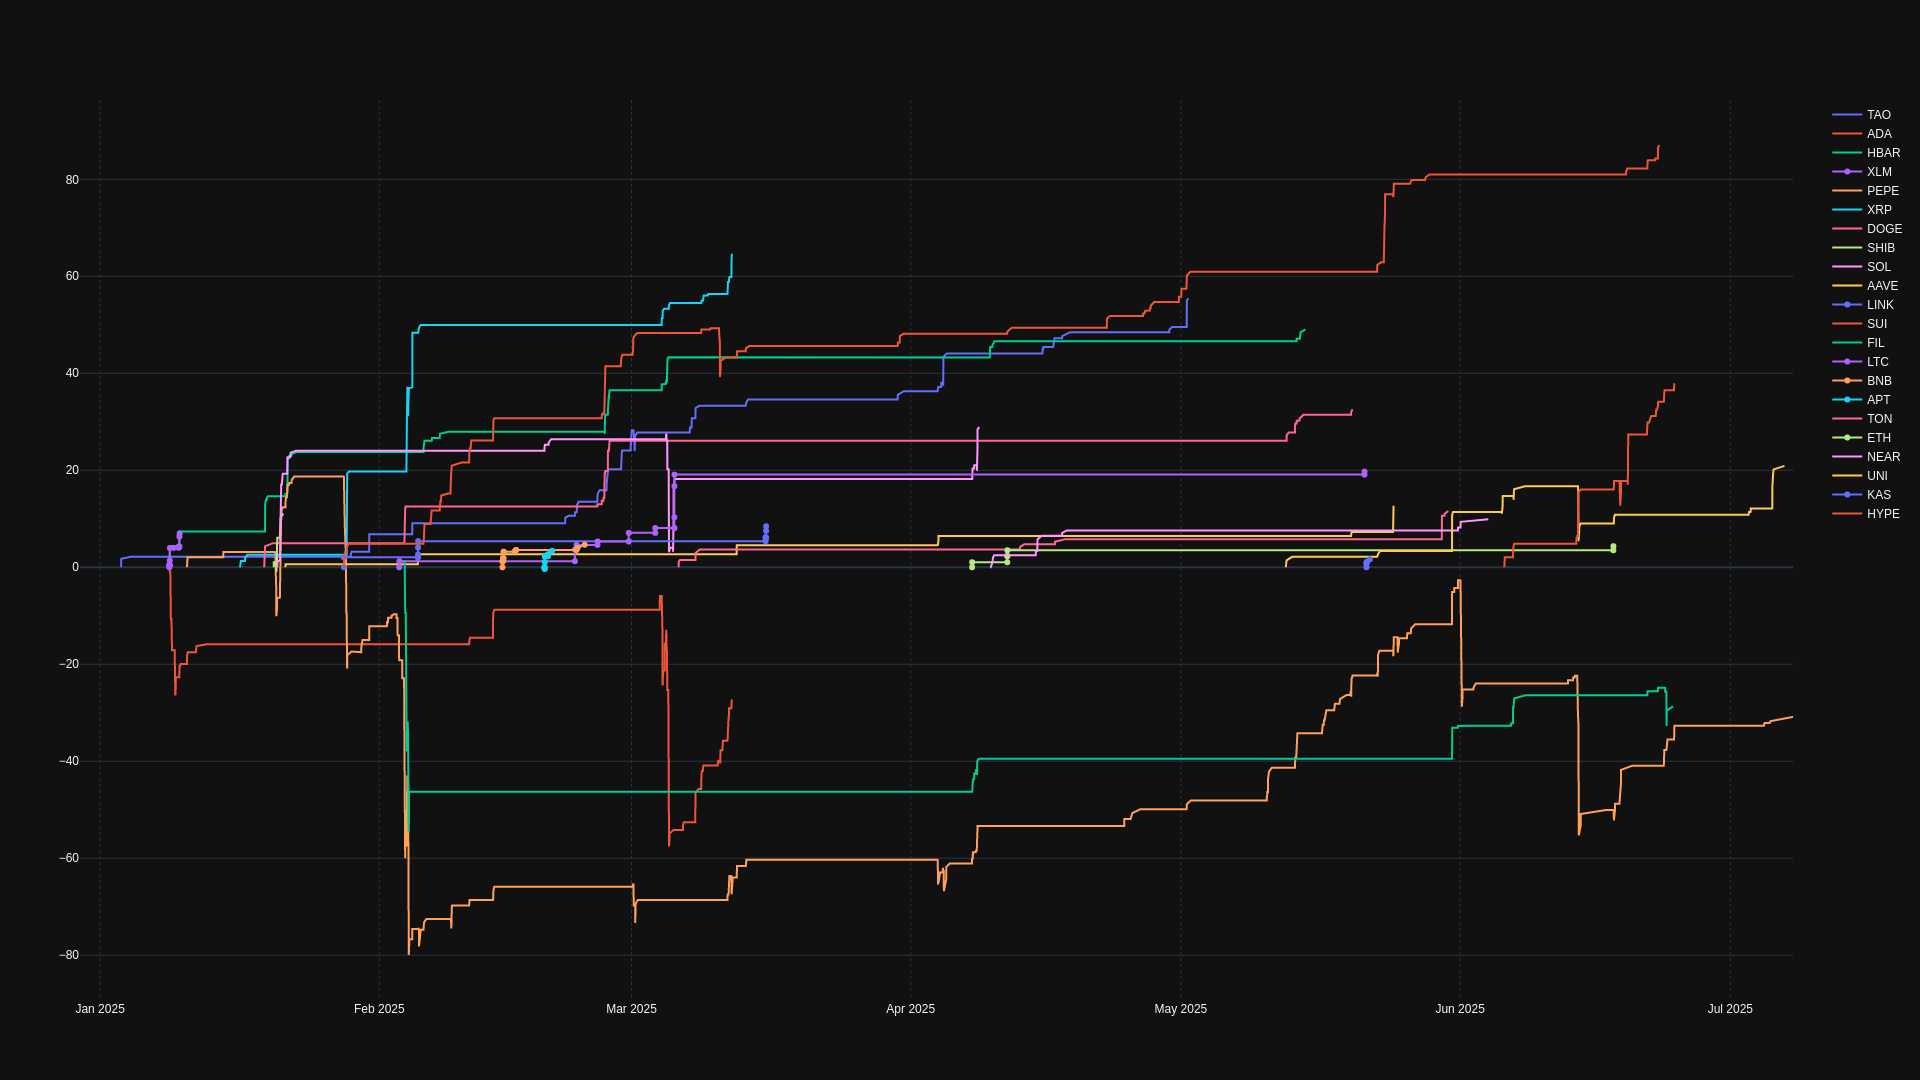 80
60
40
20
0
−20
−40
−60
−80
Jan 2025
Feb 2025
Mar 2025
Apr 2025
May 2025
Jun 2025
Jul 2025
TAO
ADA
HBAR
XLM
PEPE
XRP
DOGE
SHIB
SOL
AAVE
LINK
SUI
FIL
LTC
BNB
APT
TON
ETH
NEAR
UNI
KAS
HYPE